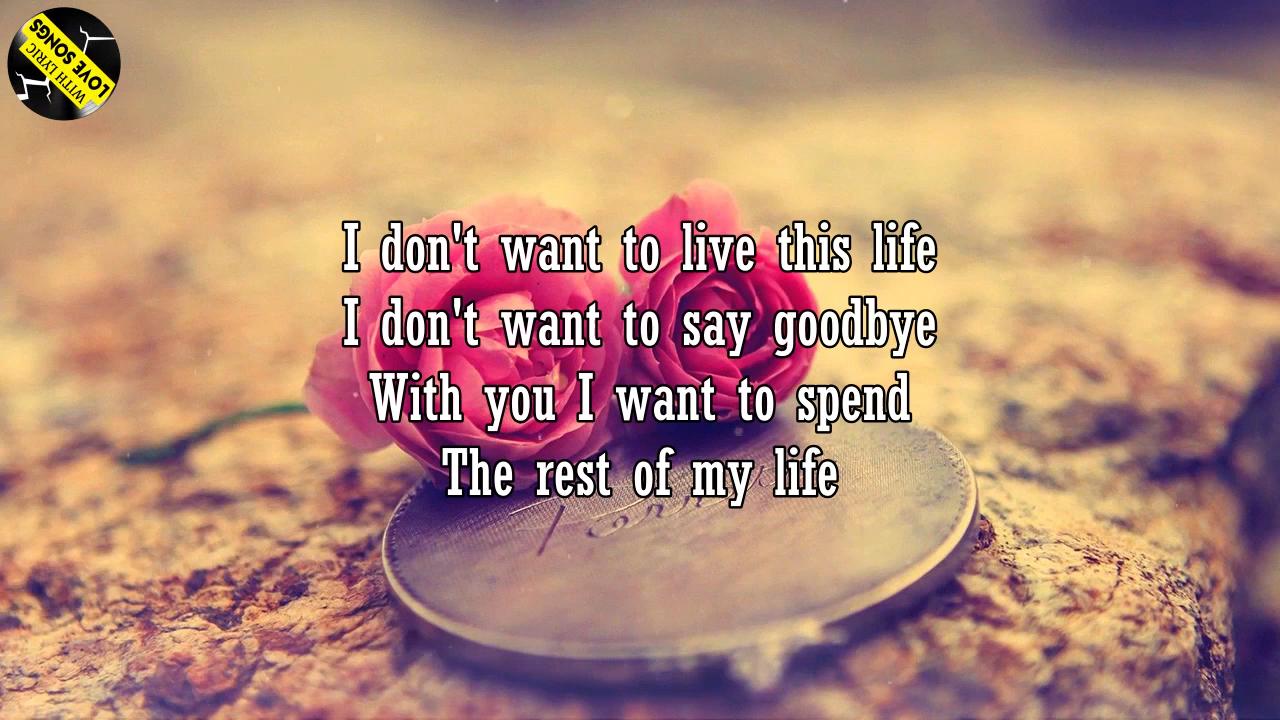 LOVE SONGS
WITH LYRIC
I don't want to live this life
I don't want to say goodbye
With you I want to spend
The rest of my life